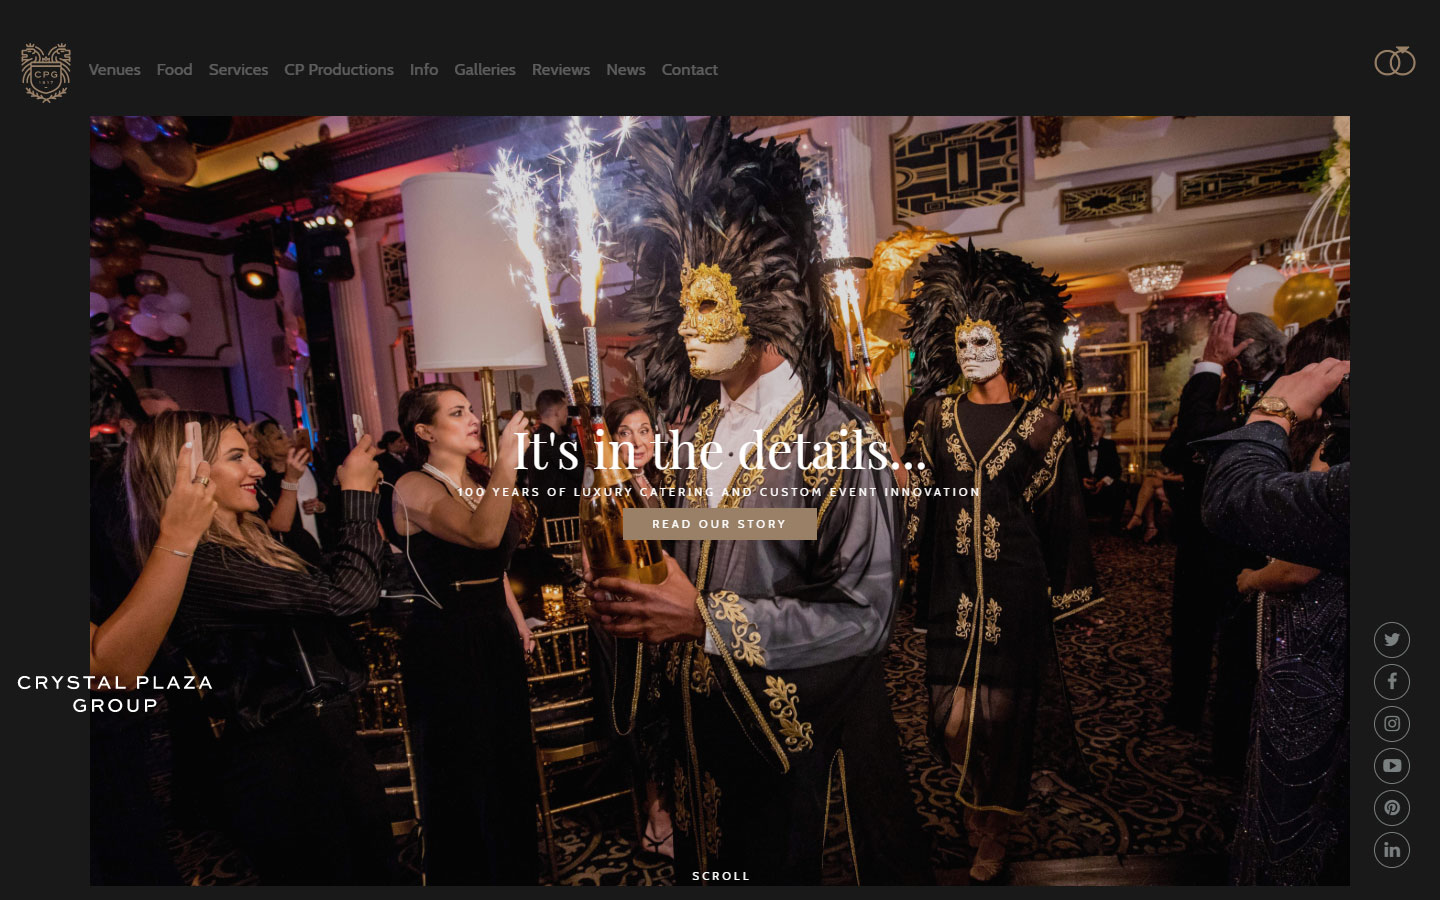 CPG
1917
Venues Food Services CP Productions Info Galleries Reviews News Contact
It's in the details...
100 YEARS OF LUXURY CATERING AND CUSTOM EVENT INNOVATION
READ OUR STORY
CRYSTAL PLAZA
GROUP
SCROLL